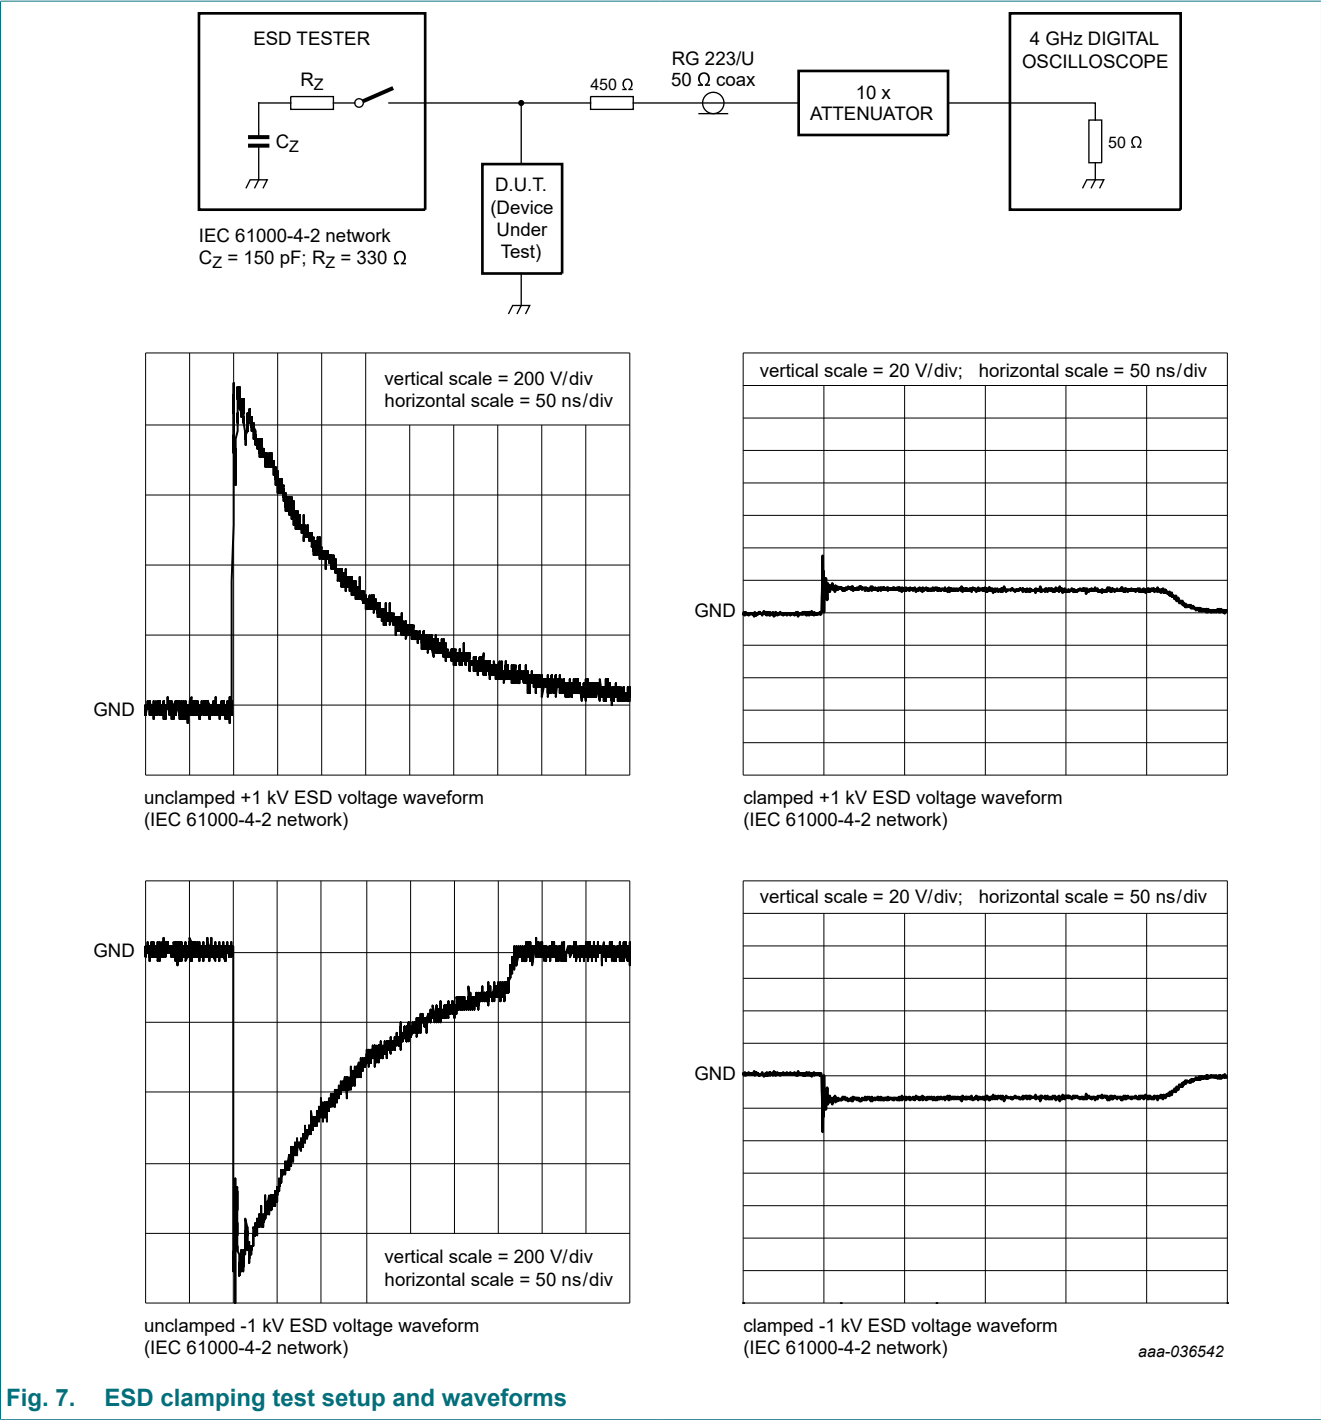 ESD TESTER
RZ
CZ
IEC 61000-4-2 network
CZ = 150 pF; RZ = 330 Ω
D.U.T.
(Device
Under
Test)
450 Ω
RG 223/U
50 Ω coax
10 x
ATTENUATOR
4 GHz DIGITAL
OSCILLOSCOPE
50 Ω
vertical scale = 200 V/div
horizontal scale = 50 ns/div
GND
unclamped +1 kV ESD voltage waveform
(IEC 61000-4-2 network)
vertical scale = 20 V/div; horizontal scale = 50 ns/div
GND
clamped +1 kV ESD voltage waveform
(IEC 61000-4-2 network)
GND
vertical scale = 200 V/div
horizontal scale = 50 ns/div
unclamped -1 kV ESD voltage waveform
(IEC 61000-4-2 network)
vertical scale = 20 V/div; horizontal scale = 50 ns/div
GND
clamped -1 kV ESD voltage waveform
(IEC 61000-4-2 network)
aaa-036542
Fig. 7. ESD clamping test setup and waveforms